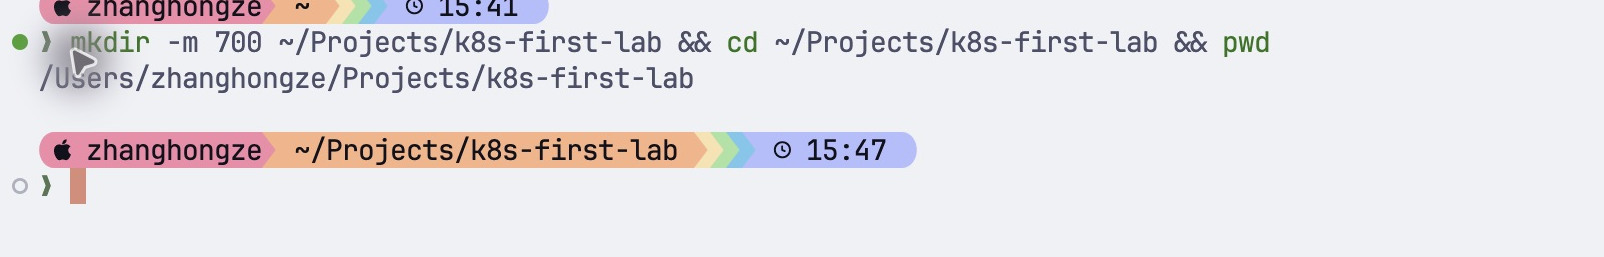 zhanghongze ~ 15:41
❯ mkdir -m 700 ~/Projects/k8s-first-lab && cd ~/Projects/k8s-first-lab && pwd
/Users/zhanghongze/Projects/k8s-first-lab
zhanghongze ~/Projects/k8s-first-lab 15:47
❯